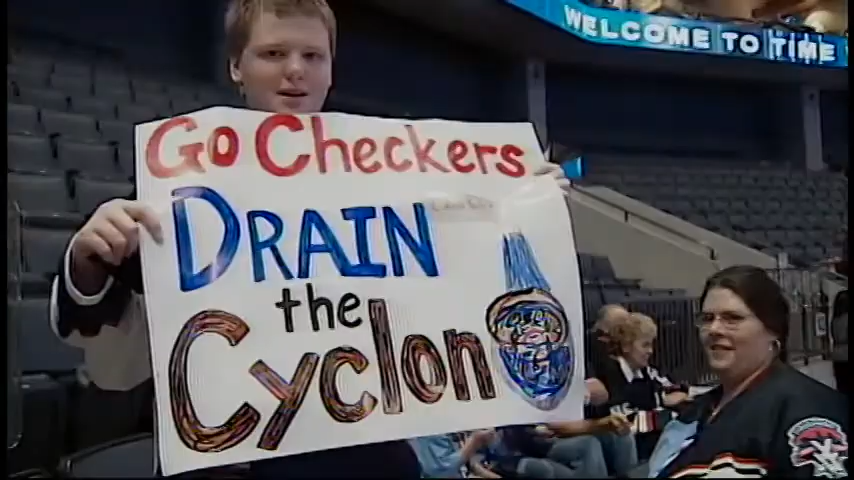 WELCOME TO TIME
Go Checkers
DRAIN
the
Cyclon